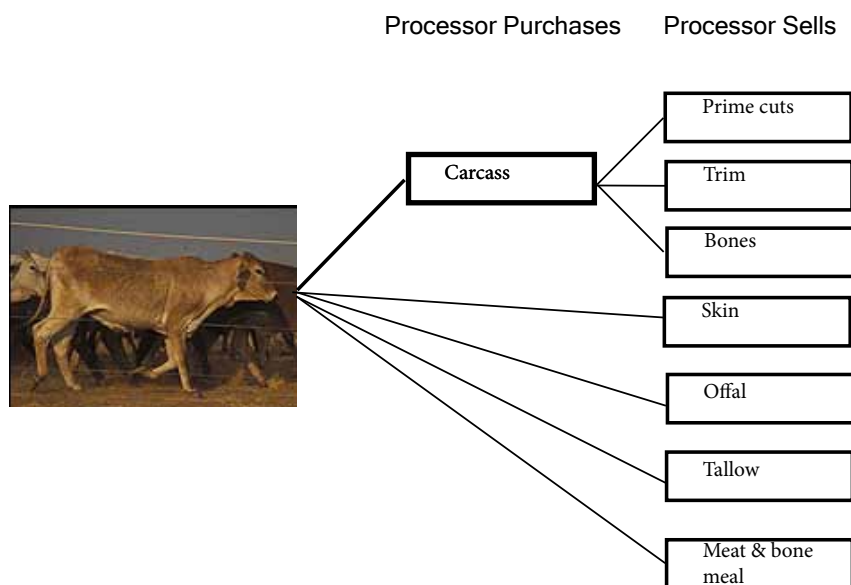 Processor Purchases Processor Sells
Prime cuts
Carcass
Trim
Bones
Skin
Offal
Tallow
Meat & bone
meal